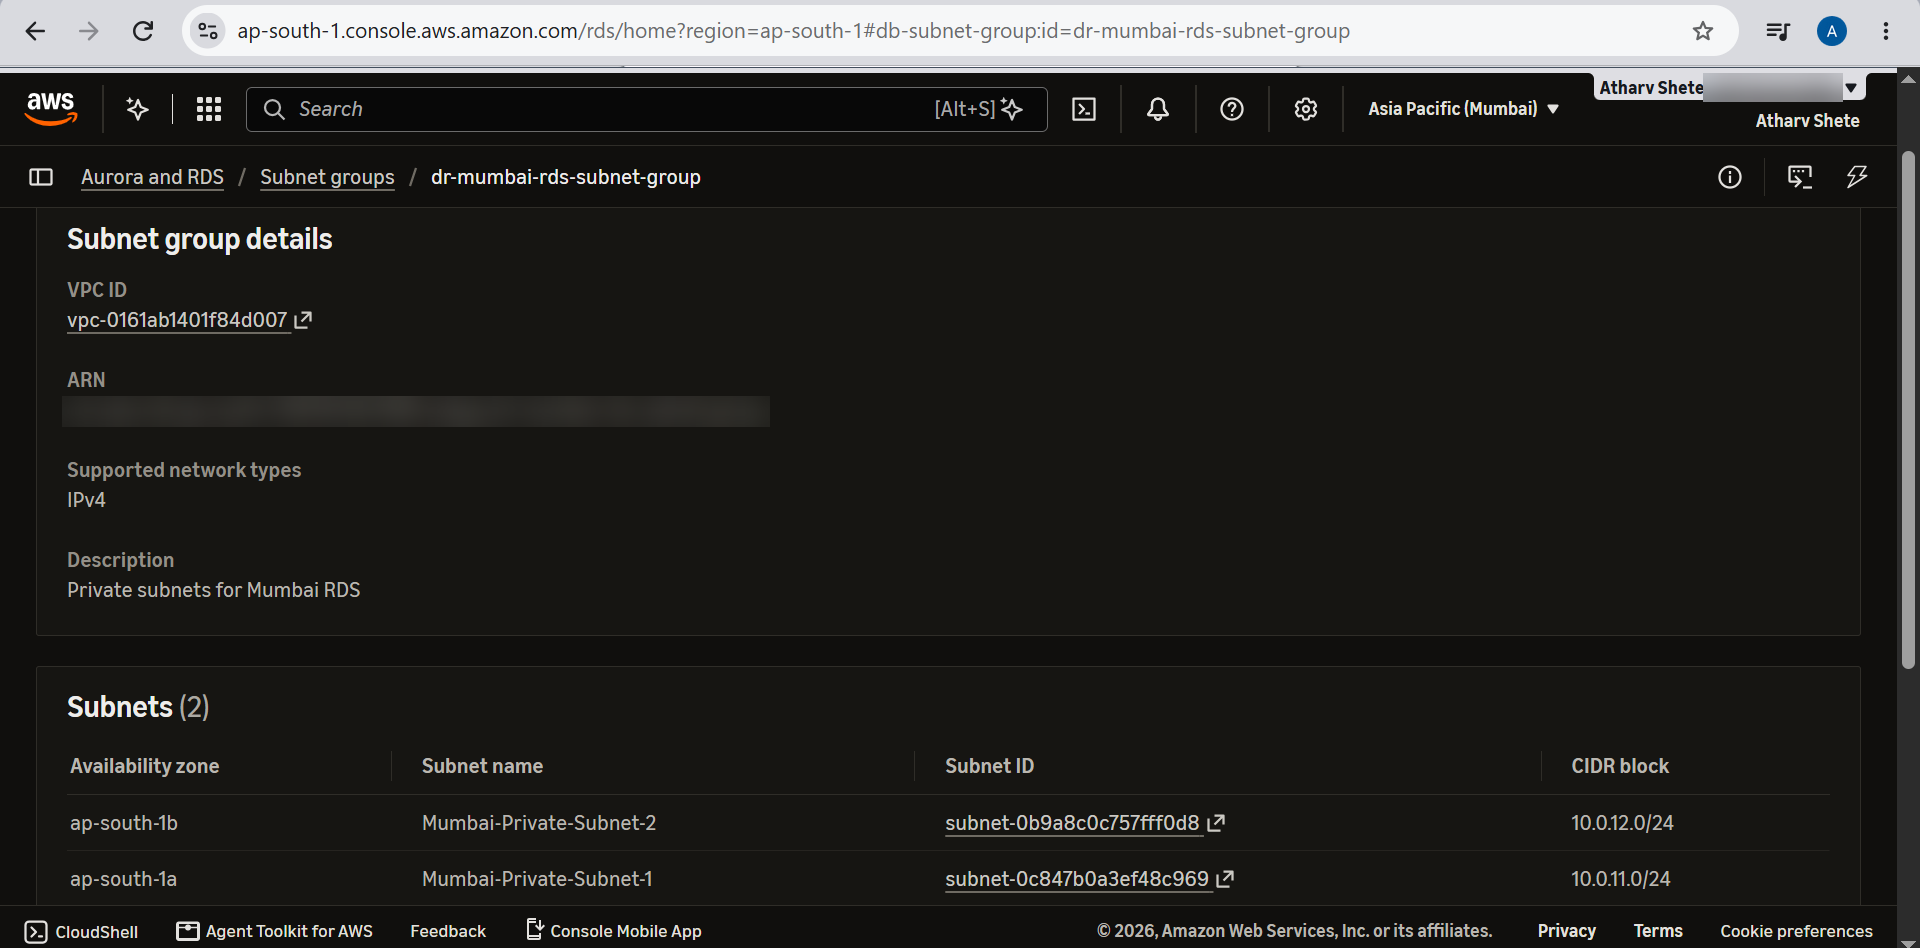 ap-south-1.console.aws.amazon.com/rds/home?region=ap-south-1#db-subnet-group:id=dr-mumbai-rds-subnet-group
A
aws
Search
[Alt+S]
Asia Pacific (Mumbai)
Atharv Shete
Atharv Shete
Aurora and RDS / Subnet groups / dr-mumbai-rds-subnet-group
Subnet group details
VPC ID
vpc-0161ab1401f84d007
ARN
Supported network types
IPv4
Description
Private subnets for Mumbai RDS
Subnets (2)
Availability zone Subnet name Subnet ID CIDR block
ap-south-1b Mumbai-Private-Subnet-2 subnet-0b9a8c0c757fff0d8 10.0.12.0/24
ap-south-1a Mumbai-Private-Subnet-1 subnet-0c847b0a3ef48c969 10.0.11.0/24
CloudShell Agent Toolkit for AWS Feedback Console Mobile App © 2026, Amazon Web Services, Inc. or its affiliates. Privacy Terms Cookie preferences